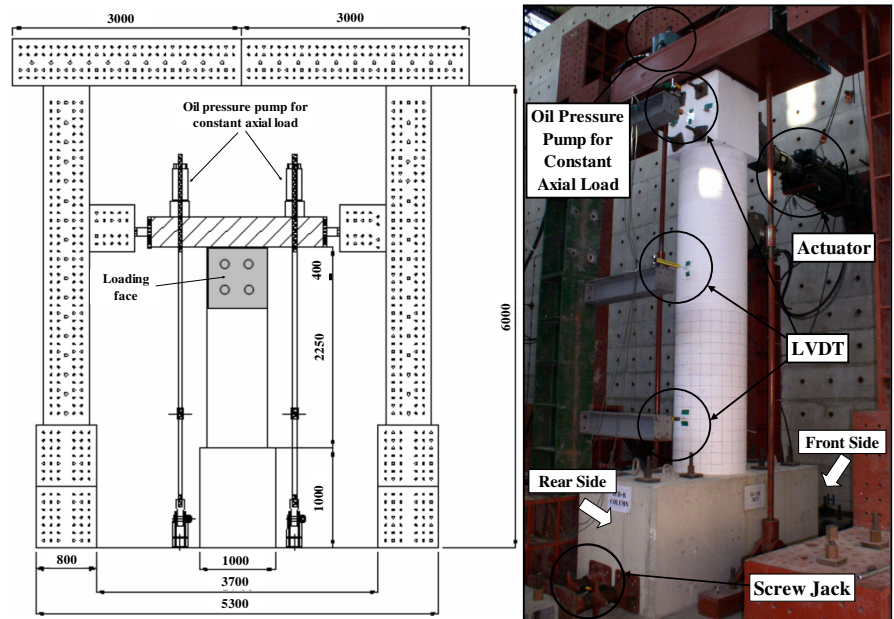 3000
3000
Oil pressure pump for
constant axial load
Loading
face
400
2250
6000
1000
800
1000
3700
5300
Oil Pressure
Pump for
Constant
Axial Load
Actuator
LVDT
Front Side
Rear Side
COLUMN
Screw Jack